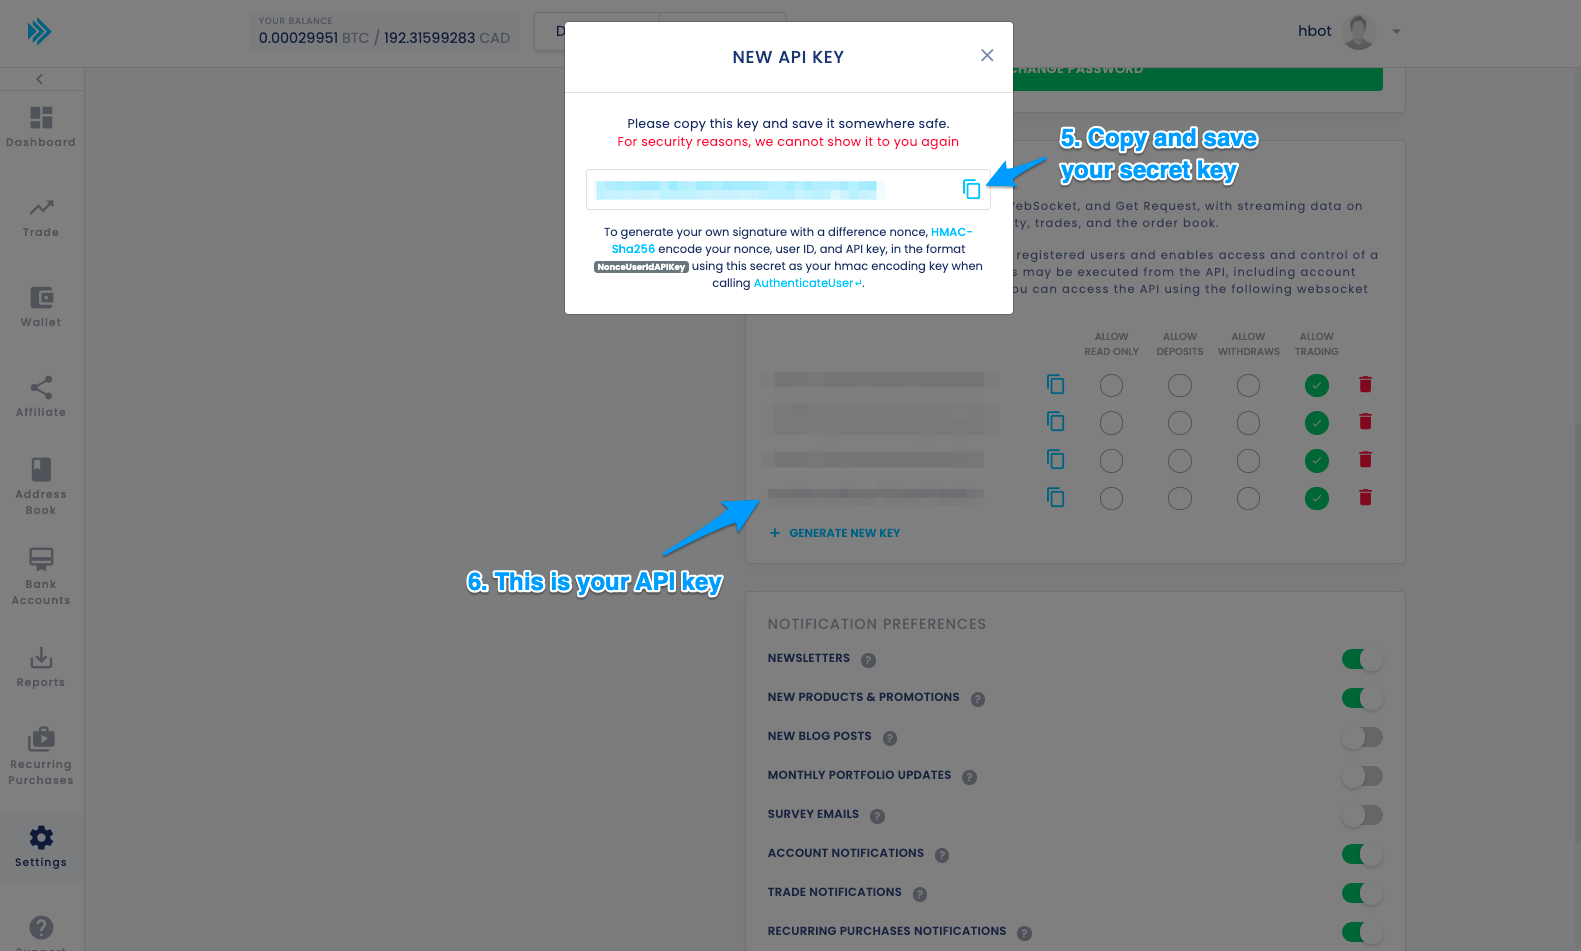 YOUR BALANCE
0.00029951 BTC / 192.31599283 CAD
D
hbot
NEW API KEY
CHANGE PASSWORD
Please copy this key and save it somewhere safe.
For security reasons, we cannot show it to you again
5. Copy and save
your secret key
To generate your own signature with a difference nonce, HMAC-
Sha256 encode your nonce, user ID, and API key, in the format
NonceUserIdAPIKey using this secret as your hmac encoding key when
calling AuthenticateUser↵.
WebSocket, and Get Request, with streaming data on
ty, trades, and the order book.
registered users and enables access and control of a
s may be executed from the API, including account
ou can access the API using the following websocket
ALLOW READ ONLY
ALLOW DEPOSITS
ALLOW WITHDRAWS
ALLOW TRADING
+ GENERATE NEW KEY
6. This is your API key
NOTIFICATION PREFERENCES
NEWSLETTERS ?
NEW PRODUCTS & PROMOTIONS ?
NEW BLOG POSTS ?
MONTHLY PORTFOLIO UPDATES ?
SURVEY EMAILS ?
ACCOUNT NOTIFICATIONS ?
TRADE NOTIFICATIONS ?
RECURRING PURCHASES NOTIFICATIONS ?
Dashboard
Trade
Wallet
Affiliate
Address
Book
Bank
Accounts
Reports
Recurring
Purchases
Settings